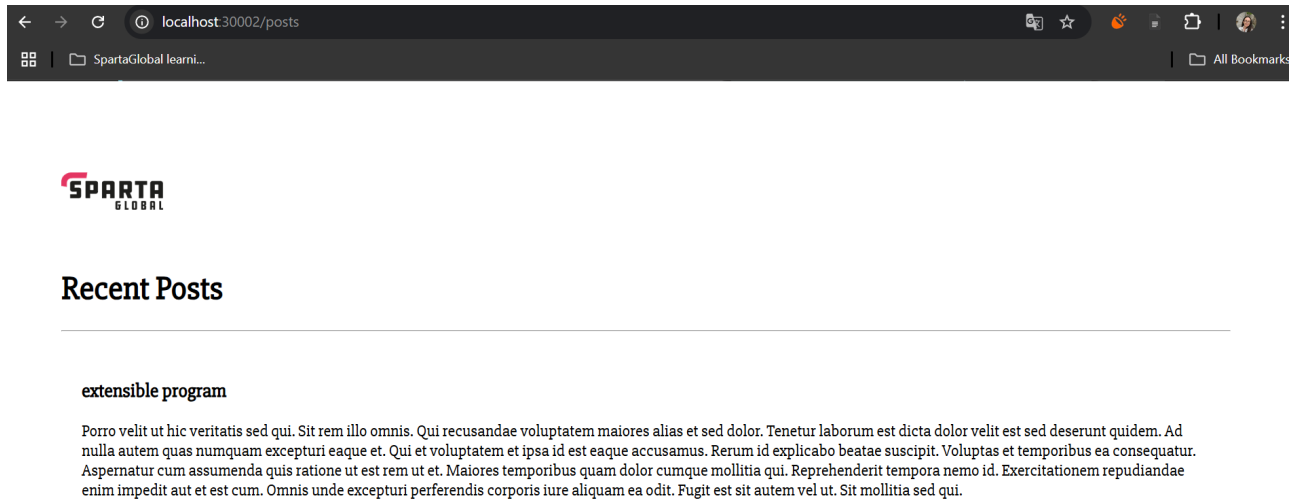 localhost:30002/posts
SpartaGlobal learni...
All Bookmarks
SPARTA
GLOBAL
Recent Posts
extensible program
Porro velit ut hic veritatis sed qui. Sit rem illo omnis. Qui recusandae voluptatem maiores alias et sed dolor. Tenetur laborum est dicta dolor velit est sed deserunt quidem. Ad
nulla autem quas numquam excepturi eaque et. Qui et voluptatem et ipsa id est eaque accusamus. Rerum id explicabo beatae suscipit. Voluptas et temporibus ea consequatur.
Aspernatur cum assumenda quis ratione ut est rem ut et. Maiores temporibus quam dolor cumque mollitia qui. Reprehenderit tempora nemo id. Exercitationem repudiandae
enim impedit aut et est cum. Omnis unde excepturi perferendis corporis iure aliquam ea odit. Fugit est sit autem vel ut. Sit mollitia sed qui.